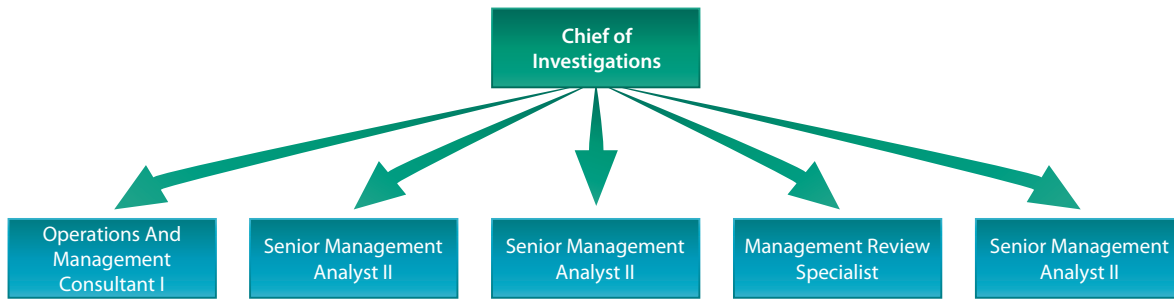 Chief of
Investigations
Operations And
Management
Consultant I
Senior Management
Analyst II
Senior Management
Analyst II
Management Review
Specialist
Senior Management
Analyst II